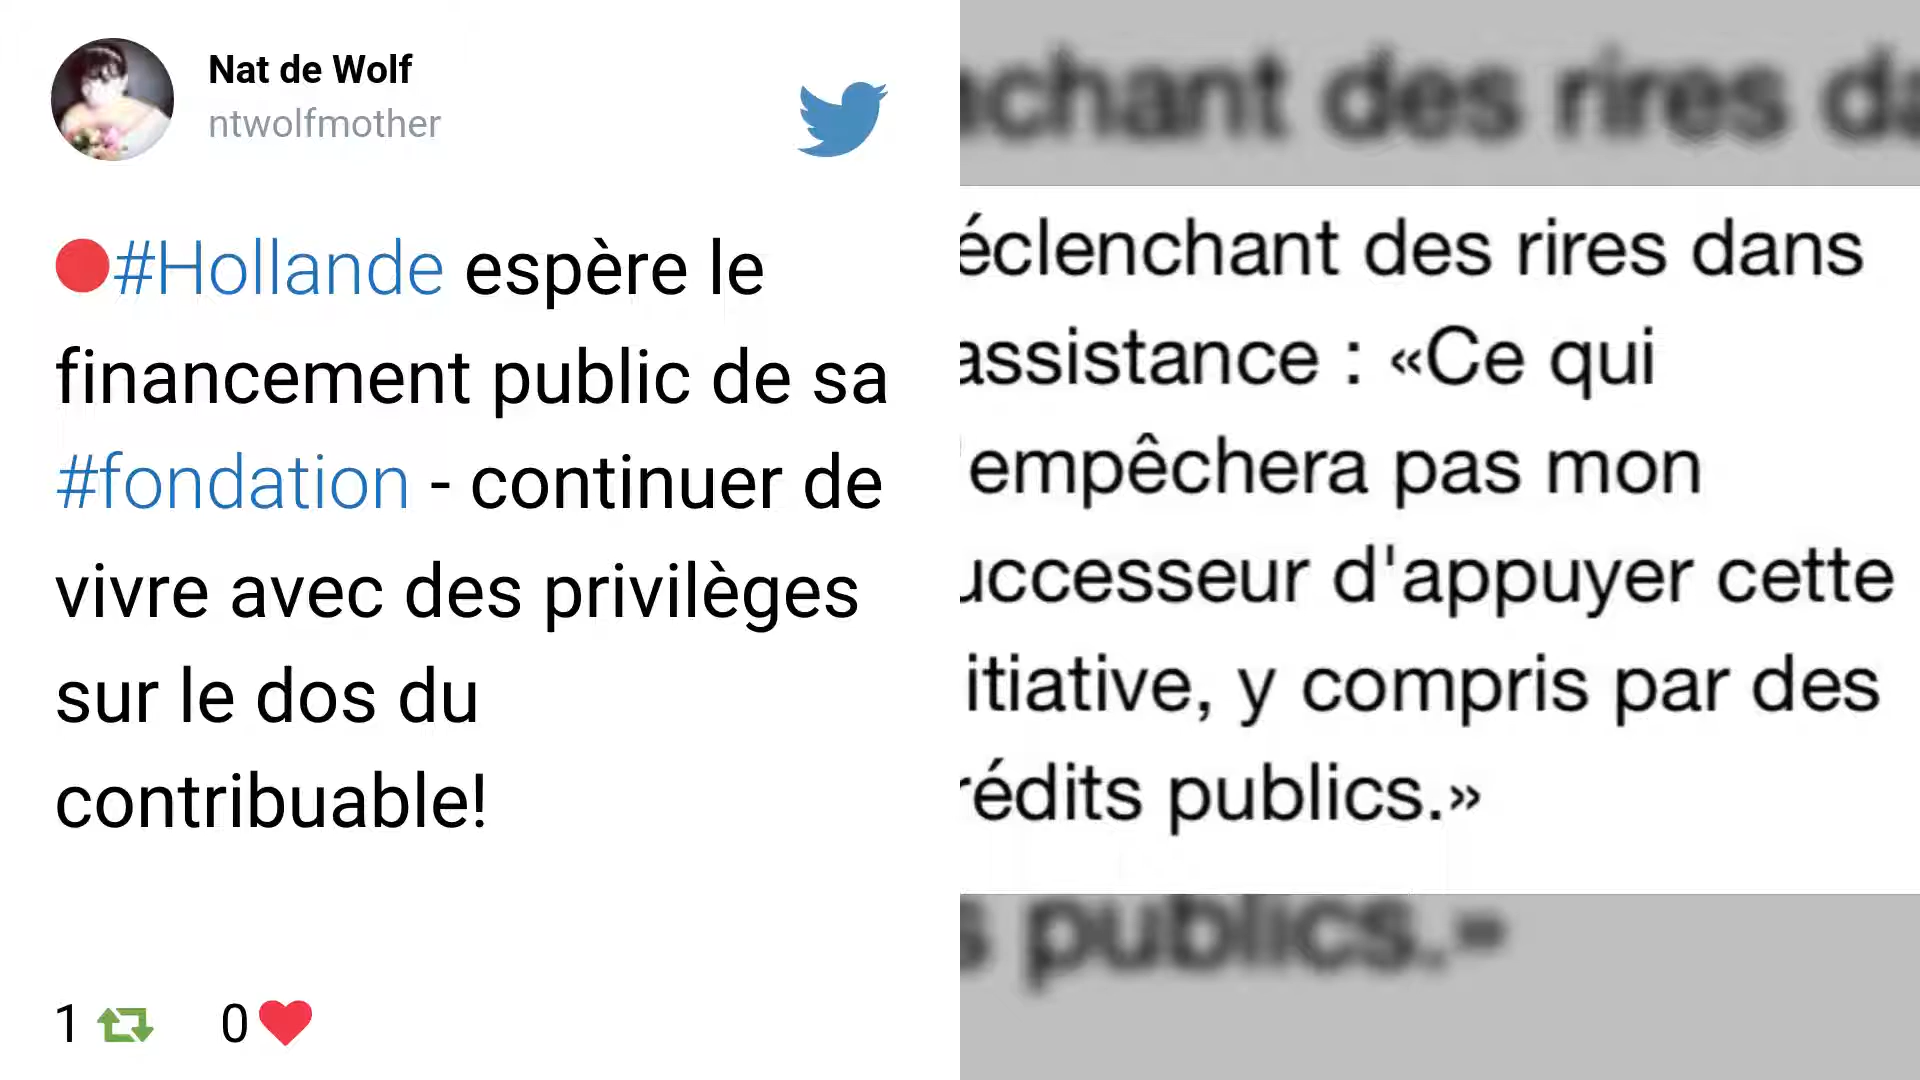 Nat de Wolf
ntwolfmother
#Hollande espère le
financement public de sa
#fondation - continuer de
vivre avec des privilèges
sur le dos du
contribuable!
1 0
nchant des rires da
éclenchant des rires dans
assistance : «Ce qui
'empêchera pas mon
uccesseur d'appuyer cette
itiative, y compris par des
rédits publics.»
s publics.»